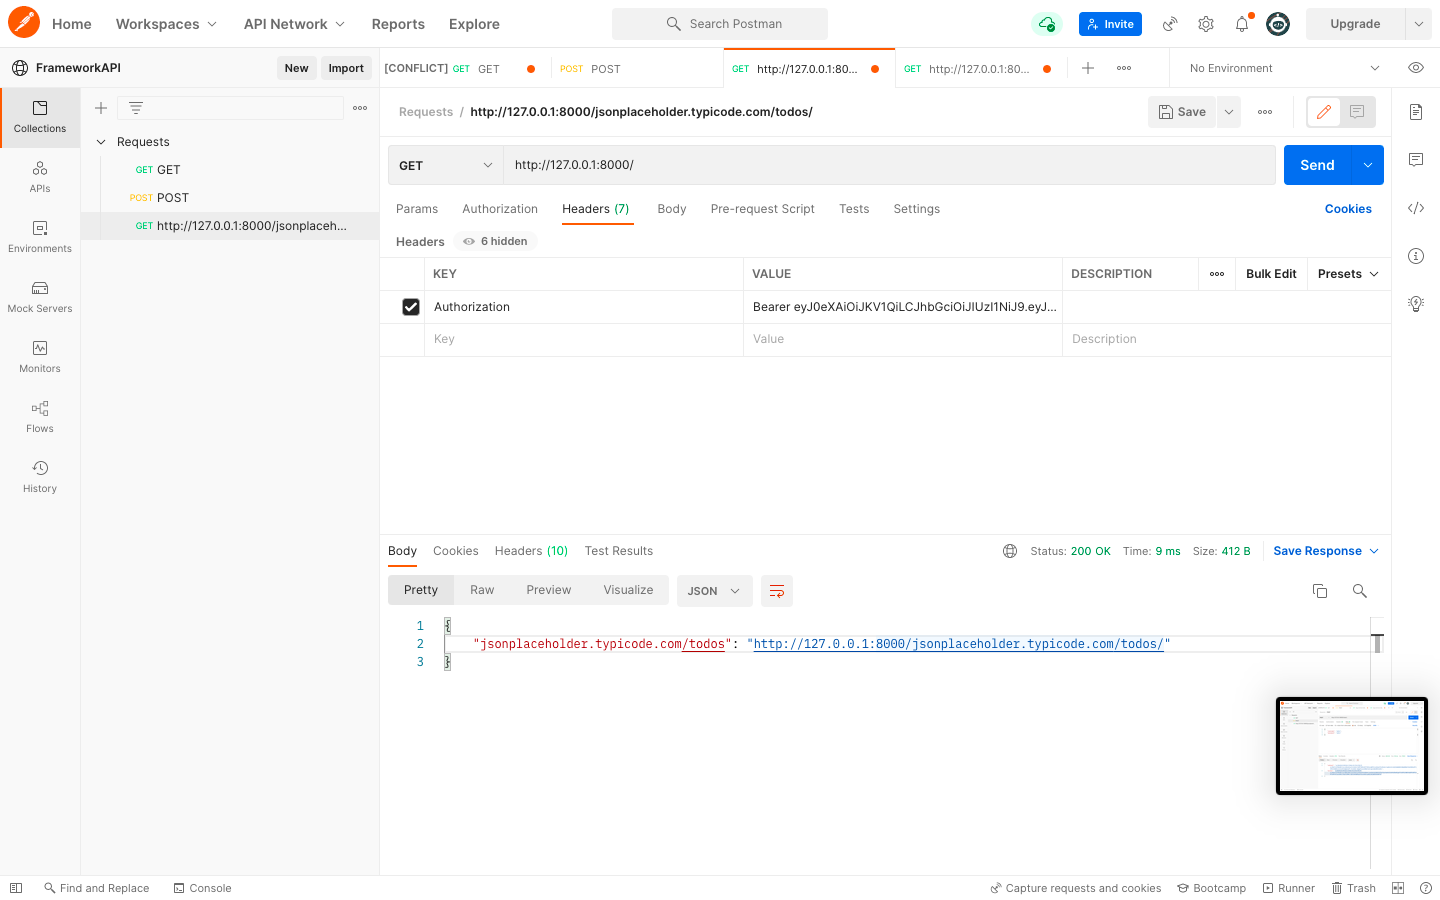 Home Workspaces API Network Reports Explore Search Postman Invite Upgrade
FrameworkAPI New Import [CONFLICT] GET GET POST POST GET http://127.0.0.1:80... GET http://127.0.0.1:80... No Environment
Collections
APIs
Environments
Mock Servers
Monitors
Flows
History
Requests
GET GET
POST POST
GET http://127.0.0.1:8000/jsonplaceh...
Requests / http://127.0.0.1:8000/jsonplaceholder.typicode.com/todos/ Save
GET http://127.0.0.1:8000/ Send
Params Authorization Headers (7) Body Pre-request Script Tests Settings Cookies
Headers 6 hidden
KEY VALUE DESCRIPTION Bulk Edit Presets
Authorization Bearer eyJ0eXAiOiJKV1QiLCJhbGciOiJIUzI1NiJ9.eyJ...
Key Value Description
Body Cookies Headers (10) Test Results Status: 200 OK Time: 9 ms Size: 412 B Save Response
Pretty Raw Preview Visualize JSON
1 {
2 "jsonplaceholder.typicode.com/todos": "http://127.0.0.1:8000/jsonplaceholder.typicode.com/todos/"
3 }
Find and Replace Console Capture requests and cookies Bootcamp Runner Trash